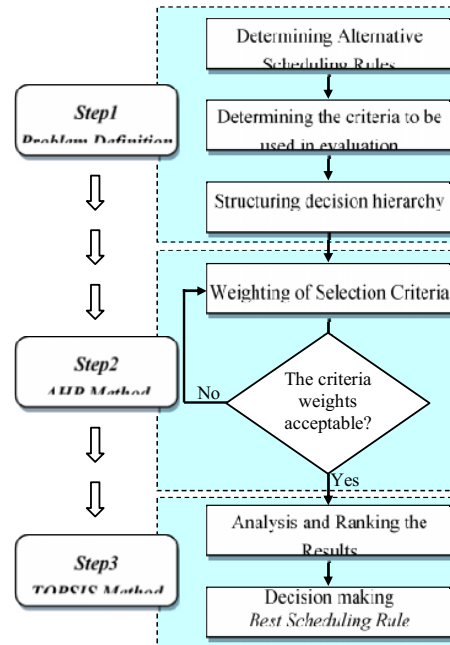 Determining Alternative
Scheduling Rules
Step1
Problem Definition
Determining the criteria to be
used in evaluation
Structuring decision hierarchy
Weighting of Selection Criteria
Step2
AHP Method
No
The criteria
weights
acceptable?
Yes
Analysis and Ranking the
Results
Step3
TOPSIS Method
Decision making
Best Scheduling Rule